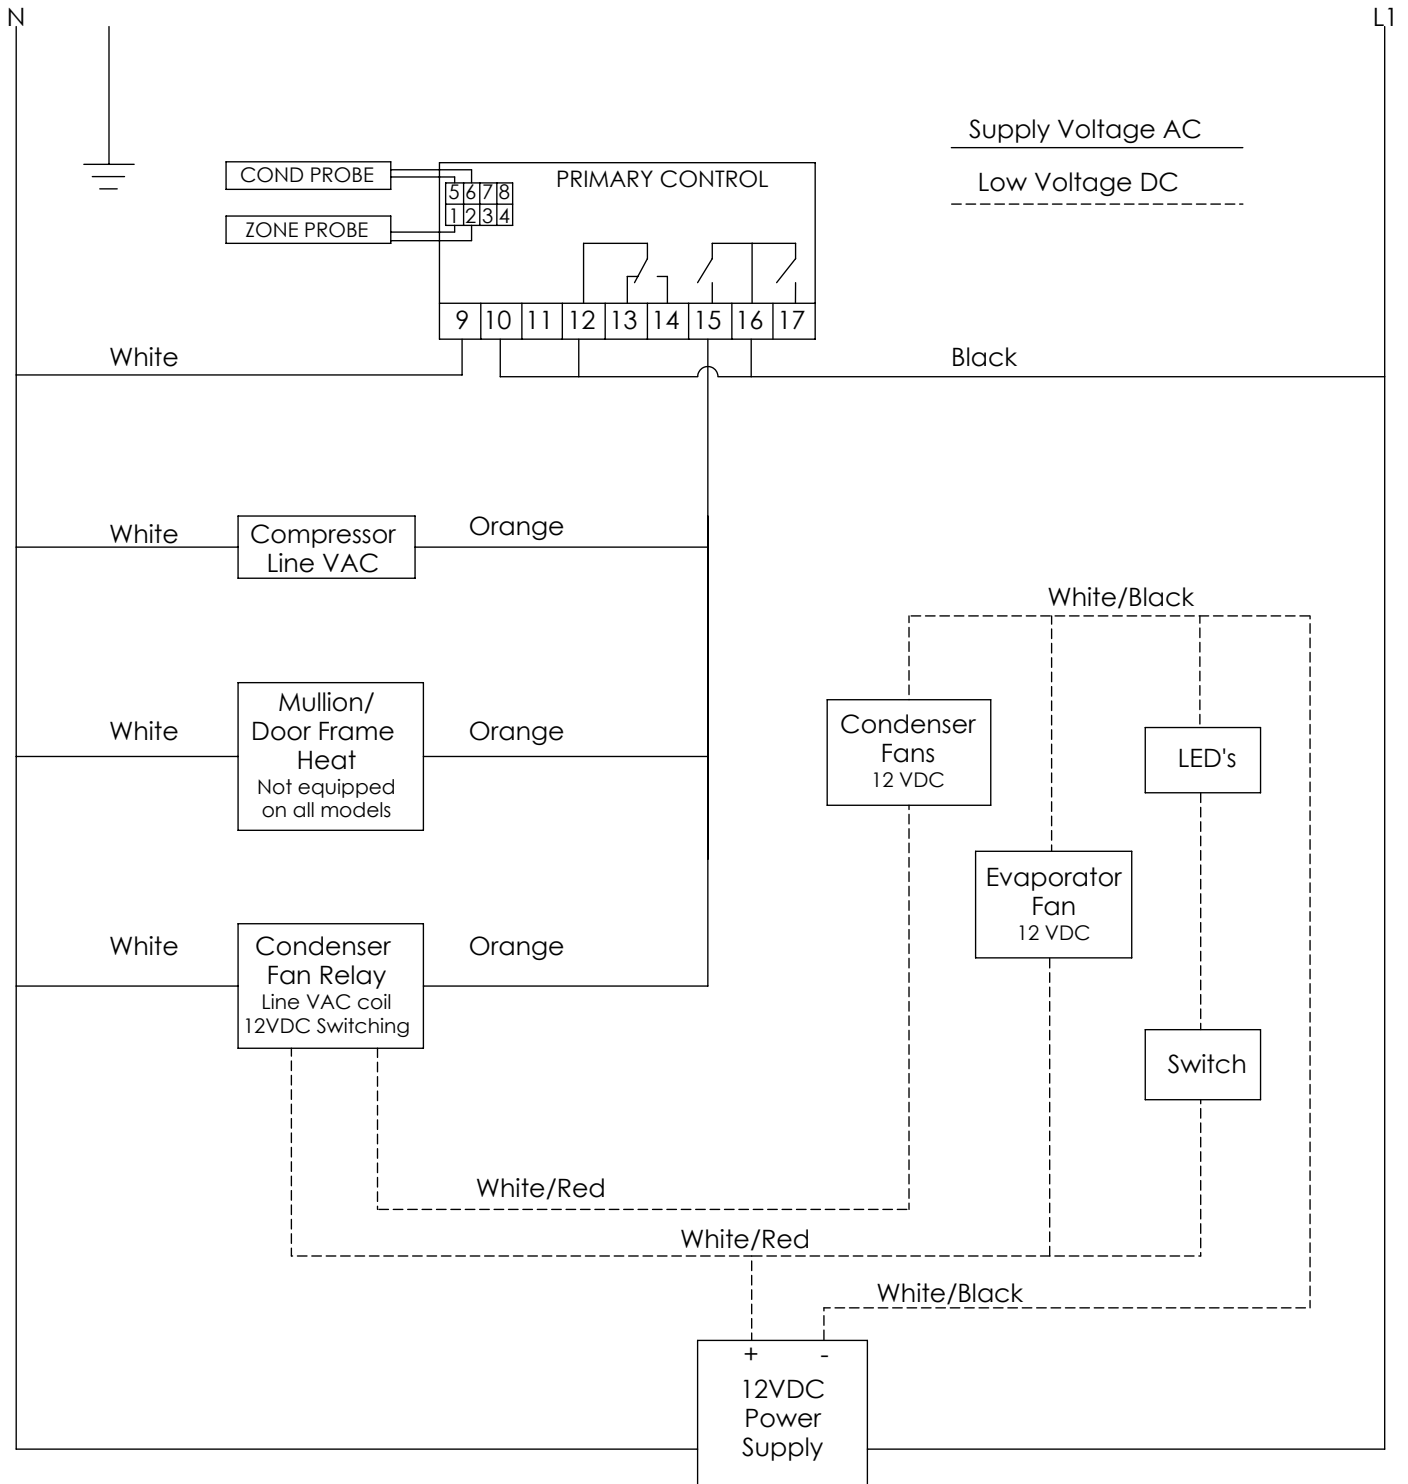 N
L1
Supply Voltage AC
Low Voltage DC
COND PROBE
ZONE PROBE
PRIMARY CONTROL
5 6 7 8
1 2 3 4
9 10 11 12 13 14 15 16 17
White
Black
White
Compressor
Line VAC
Orange
White
Mullion/
Door Frame
Heat
Not equipped
on all models
Orange
White
Condenser
Fan Relay
Line VAC coil
12VDC Switching
Orange
White/Black
Condenser
Fans
12 VDC
LED's
Evaporator
Fan
12 VDC
Switch
White/Red
White/Red
White/Black
+ -
12VDC
Power
Supply